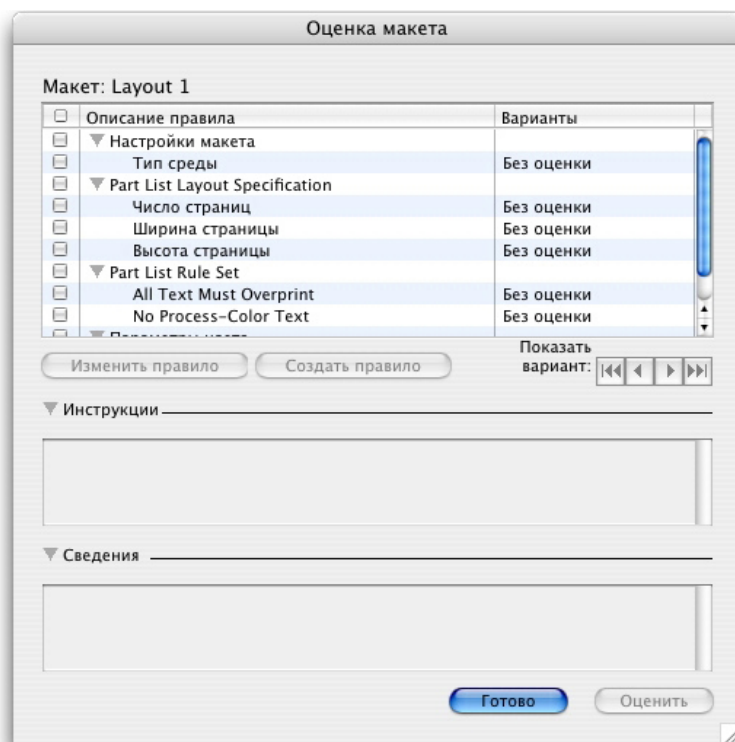 Оценка макета
Макет: Layout 1
Описание правила Варианты
Настройки макета
Тип среды Без оценки
Part List Layout Specification
Число страниц Без оценки
Ширина страницы Без оценки
Высота страницы Без оценки
Part List Rule Set
All Text Must Overprint Без оценки
No Process-Color Text Без оценки
Изменить правило Создать правило Показать
вариант:
Инструкции
Сведения
Готово Оценить